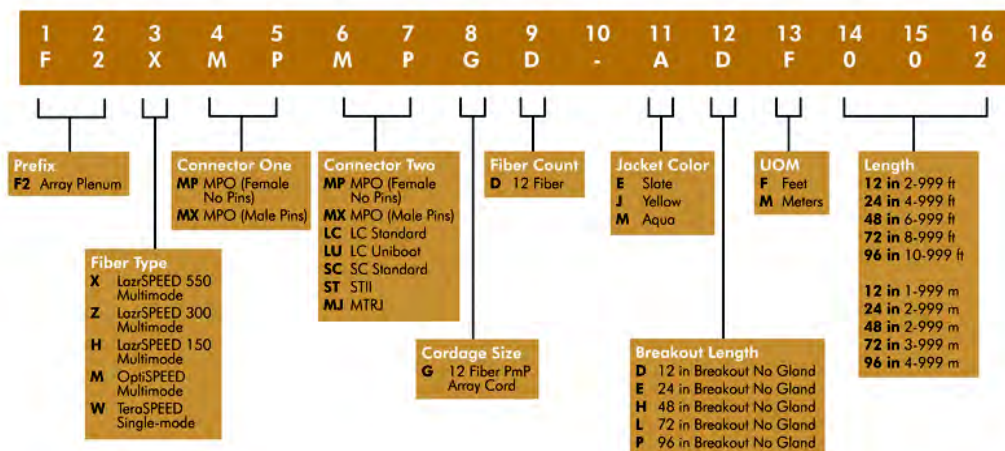 1 2 3 4 5 6 7 8 9 10 11 12 13 14 15 16
F 2 X M P M P G D - A D F 0 0 2
Prefix
F2 Array Plenum
Fiber Type
X LazrSPEED 550
Multimode
Z LazrSPEED 300
Multimode
H LazrSPEED 150
Multimode
M OptiSPEED
Multimode
W TeraSPEED
Single-mode
Connector One
MP MPO (Female
No Pins)
MX MPO (Male Pins)
Connector Two
MP MPO (Female
No Pins)
MX MPO (Male Pins)
LC LC Standard
LU LC Uniboot
SC SC Standard
ST STII
MJ MTRJ
Cordage Size
G 12 Fiber PmP
Array Cord
Fiber Count
D 12 Fiber
Jacket Color
E Slate
J Yellow
M Aqua
Breakout Length
D 12 in Breakout No Gland
E 24 in Breakout No Gland
H 48 in Breakout No Gland
L 72 in Breakout No Gland
P 96 in Breakout No Gland
UOM
F Feet
M Meters
Length
12 in 2-999 ft
24 in 4-999 ft
48 in 6-999 ft
72 in 8-999 ft
96 in 10-999 ft
12 in 1-999 m
24 in 2-999 m
48 in 2-999 m
72 in 3-999 m
96 in 4-999 m